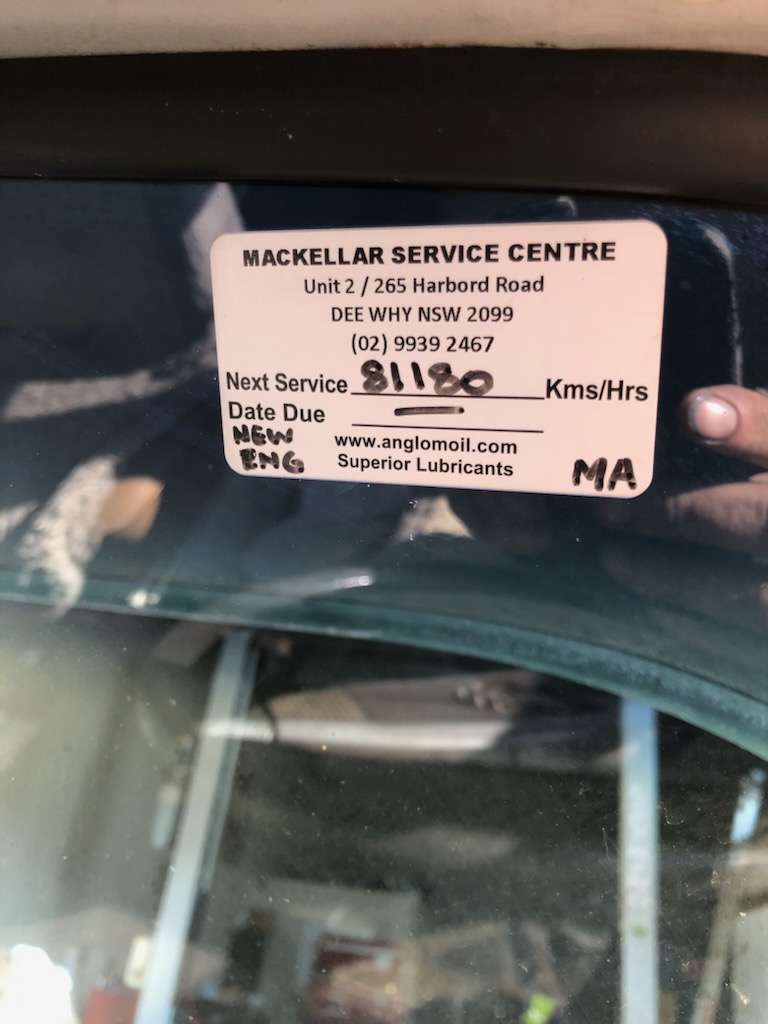 MACKELLAR SERVICE CENTRE
Unit 2 / 265 Harbord Road
DEE WHY NSW 2099
(02) 9939 2467
Next Service 81180 Kms/Hrs
Date Due —
NEW
ENG
www.anglomoil.com
Superior Lubricants
MA